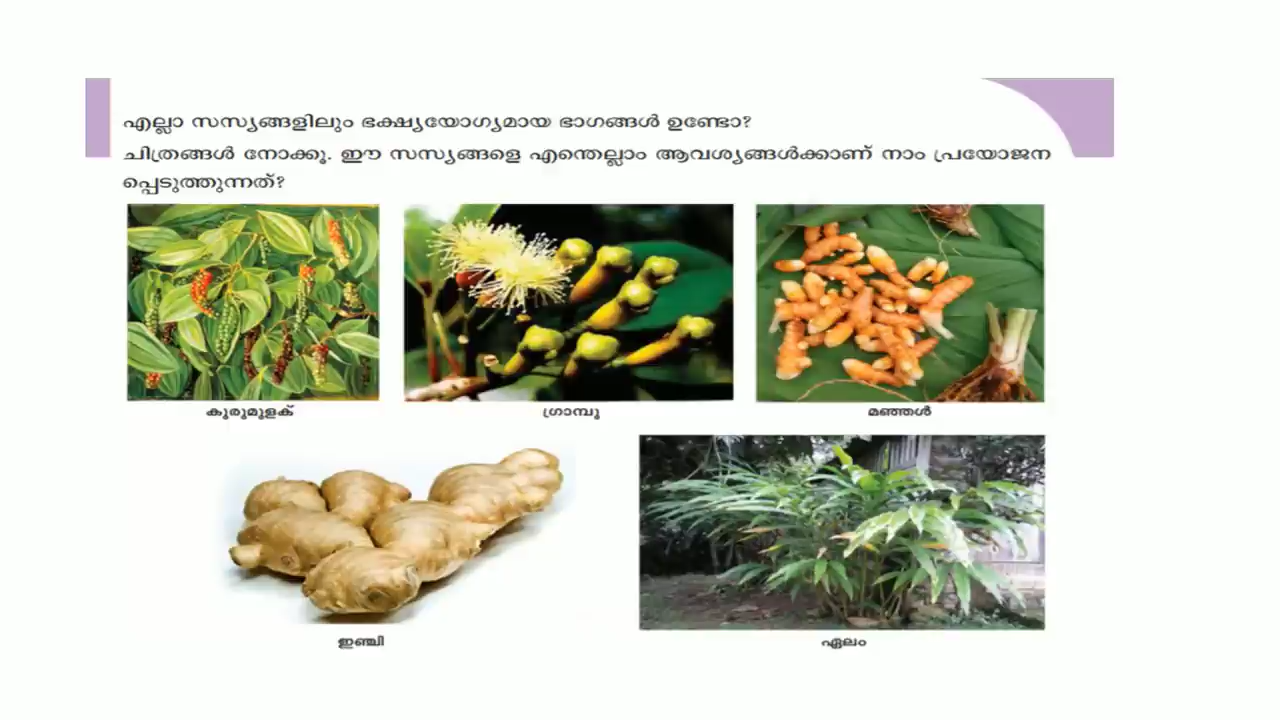 എല്ലാ സസ്യങ്ങളിലും ഭക്ഷ്യയോഗ്യമായ ഭാഗങ്ങൾ ഉണ്ടോ?
ചിത്രങ്ങൾ നോക്കൂ. ഈ സസ്യങ്ങളെ എന്തെല്ലാം ആവശ്യങ്ങൾക്കാണ് നാം പ്രയോജന
പ്പെടുത്തുന്നത്?
കുരുമുളക്
ഗ്രാമ്പൂ
മഞ്ഞൾ
ഇഞ്ചി
ഏലം